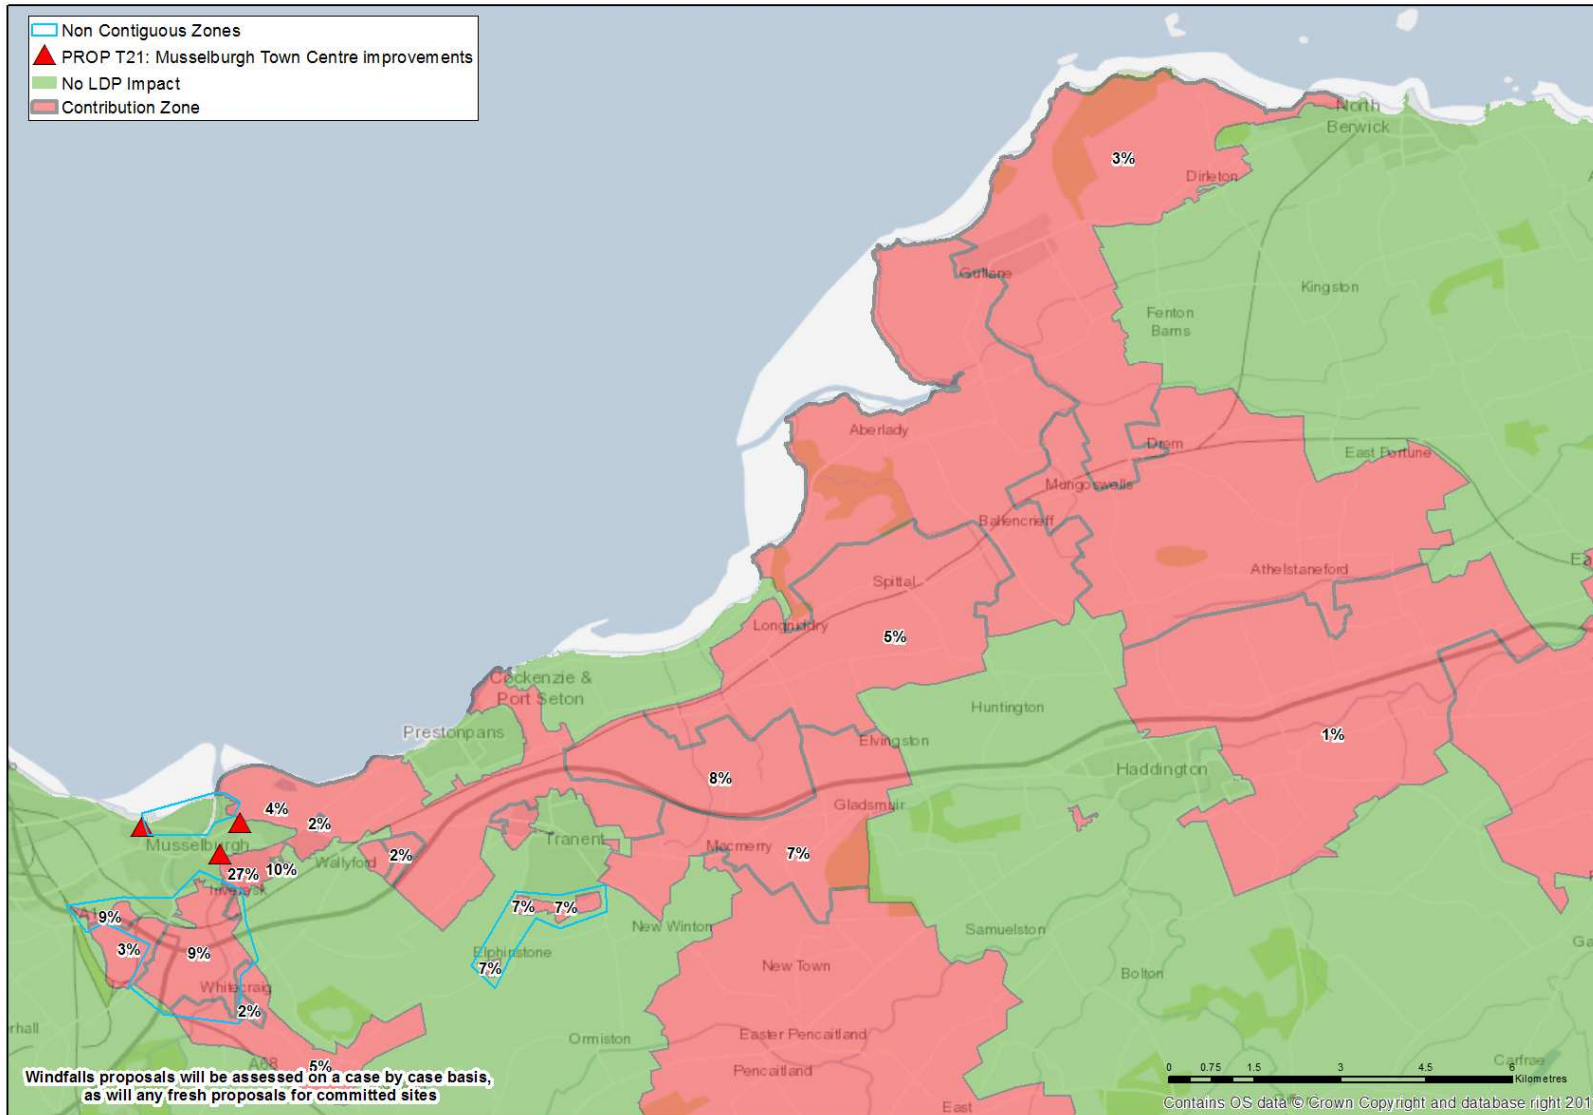 Non Contiguous Zones
PROP T21: Musselburgh Town Centre improvements
No LDP Impact
Contribution Zone
North
Berwick
3%
Dirleton
Gullane
Kingston
Fenton
Barns
Aberlady
Drem
East Fortune
Mungoswells
Ballencrieff
Spittal
Athelstaneford
Longniddry
5%
Cockenzie &
Port Seton
Huntington
Prestonpans
Elvingston
1%
8%
Haddington
4%
Gladsmuir
2%
Musselburgh
Tranent
Macmerry
7%
Wallyford
2%
10%
27%
Inveresk
7%
7%
A1
9%
New Winton
Samuelston
3%
9%
Elphinstone
7%
New Town
Bolton
Whitecraig
2%
Ormiston
Easter Pencaitland
A68
5%
Pencaitland
Carfrae
East
Windfalls proposals will be assessed on a case by case basis,
as will any fresh proposals for committed sites
0 0.75 1.5 3 4.5 6
Kilometres
Contains OS data © Crown Copyright and database right 201